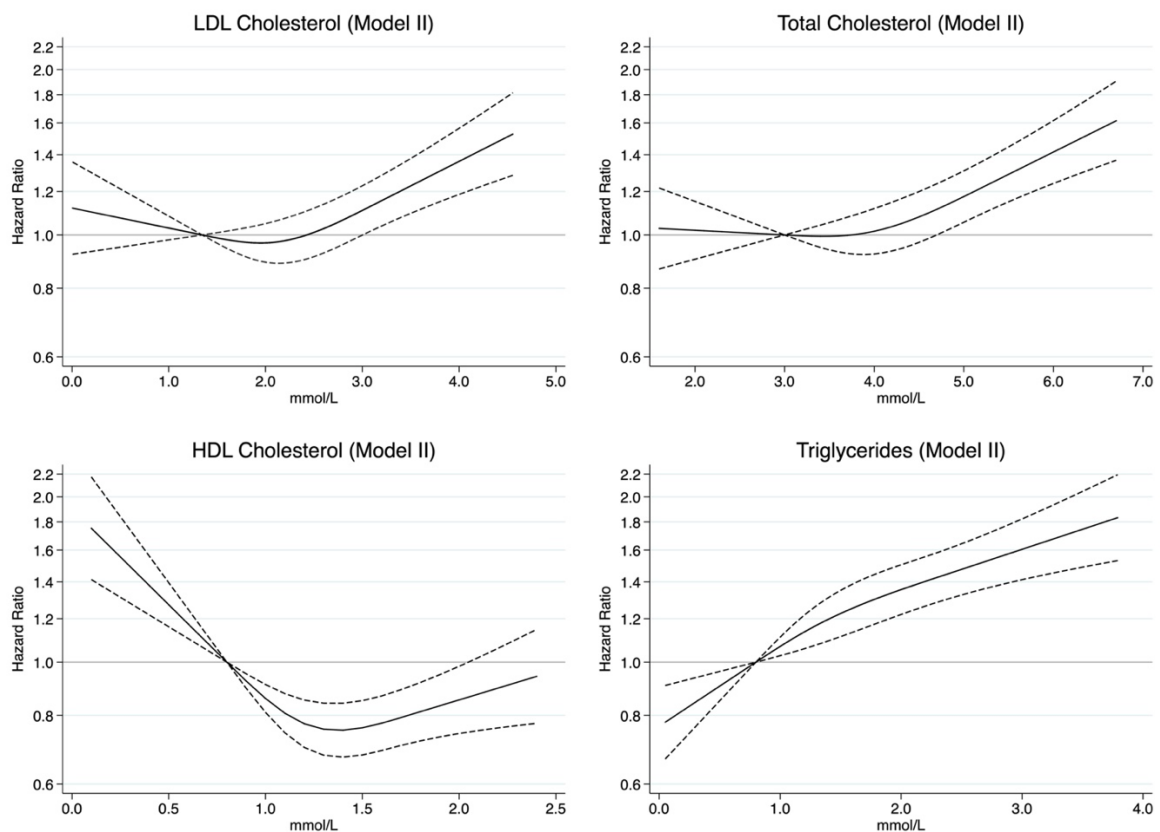 LDL Cholesterol (Model II)
Hazard Ratio
2.2
2.0
1.8
1.6
1.4
1.2
1.0
0.8
0.6
0.0 1.0 2.0 3.0 4.0 5.0
mmol/L
Total Cholesterol (Model II)
Hazard Ratio
2.2
2.0
1.8
1.6
1.4
1.2
1.0
0.8
0.6
2.0 3.0 4.0 5.0 6.0 7.0
mmol/L
HDL Cholesterol (Model II)
Hazard Ratio
2.2
2.0
1.8
1.6
1.4
1.2
1.0
0.8
0.6
0.0 0.5 1.0 1.5 2.0 2.5
mmol/L
Triglycerides (Model II)
Hazard Ratio
2.2
2.0
1.8
1.6
1.4
1.2
1.0
0.8
0.6
0.0 1.0 2.0 3.0 4.0
mmol/L